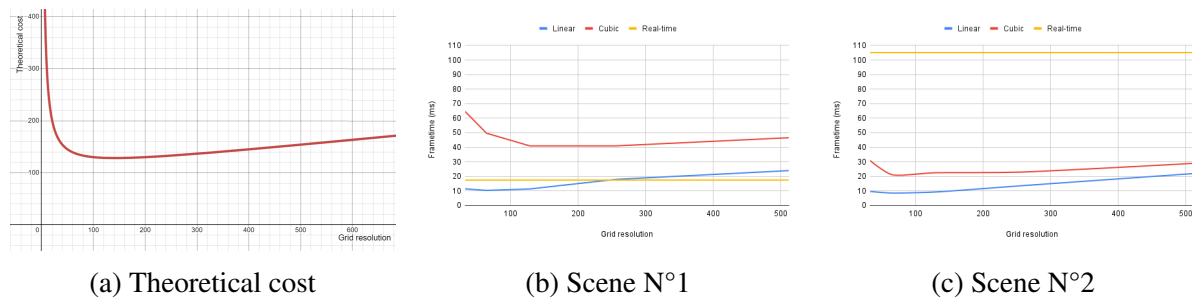 Theoretical cost
400
300
200
100
0
100
200
300
400
500
600
Grid resolution
(a) Theoretical cost
Linear Cubic Real-time
Frametime (ms)
110
100
90
80
70
60
50
40
30
20
10
0
100 200 300 400 500
Grid resolution
(b) Scene N°1
Linear Cubic Real-time
Frametime (ms)
110
100
90
80
70
60
50
40
30
20
10
0
100 200 300 400 500
Grid resolution
(c) Scene N°2